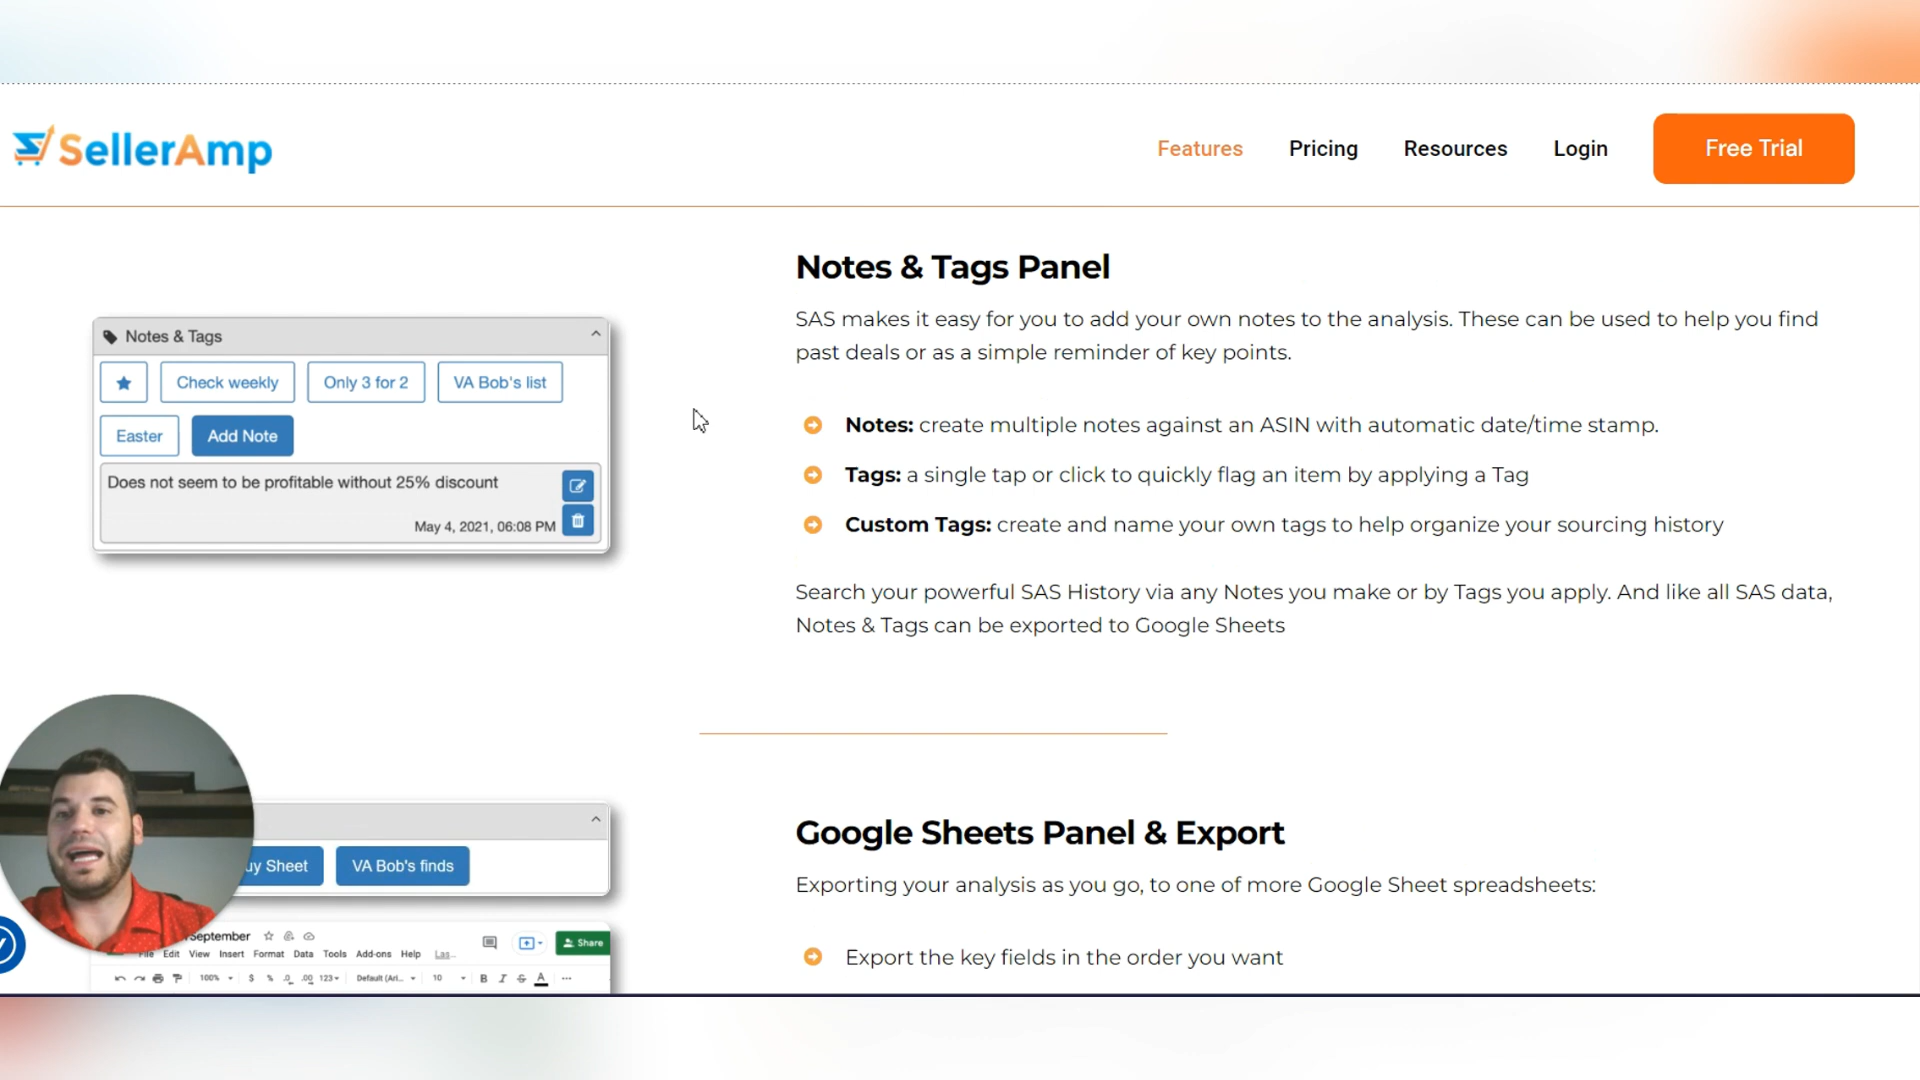 SellerAmp
Features
Pricing
Resources
Login
Free Trial
Notes & Tags
Check weekly
Only 3 for 2
VA Bob's list
Easter
Add Note
Does not seem to be profitable without 25% discount
May 4, 2021, 06:08 PM
Notes & Tags Panel
SAS makes it easy for you to add your own notes to the analysis. These can be used to help you find
past deals or as a simple reminder of key points.
Notes: create multiple notes against an ASIN with automatic date/time stamp.
Tags: a single tap or click to quickly flag an item by applying a Tag
Custom Tags: create and name your own tags to help organize your sourcing history
Search your powerful SAS History via any Notes you make or by Tags you apply. And like all SAS data,
Notes & Tags can be exported to Google Sheets
uy Sheet
VA Bob's finds
September
File Edit View Insert Format Data Tools Add-ons Help Las...
Share
100% $ % .0 .00 123 Default (Ari... 10 B I S A ...
Google Sheets Panel & Export
Exporting your analysis as you go, to one of more Google Sheet spreadsheets:
Export the key fields in the order you want